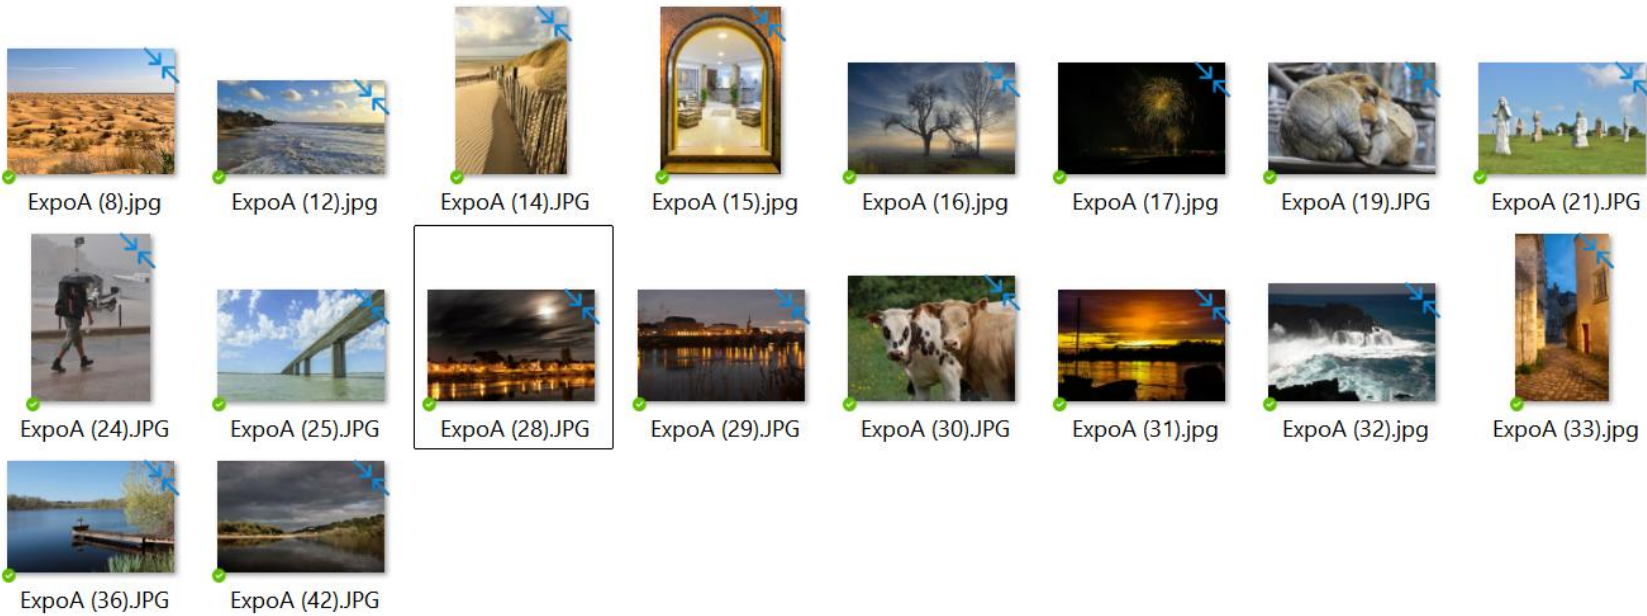 ExpoA (8).jpg
ExpoA (12).jpg
ExpoA (14).JPG
ExpoA (15).jpg
ExpoA (16).jpg
ExpoA (17).jpg
ExpoA (19).JPG
ExpoA (21).JPG
ExpoA (24).JPG
ExpoA (25).JPG
ExpoA (28).JPG
ExpoA (29).JPG
ExpoA (30).JPG
ExpoA (31).jpg
ExpoA (32).jpg
ExpoA (33).jpg
ExpoA (36).JPG
ExpoA (42).JPG